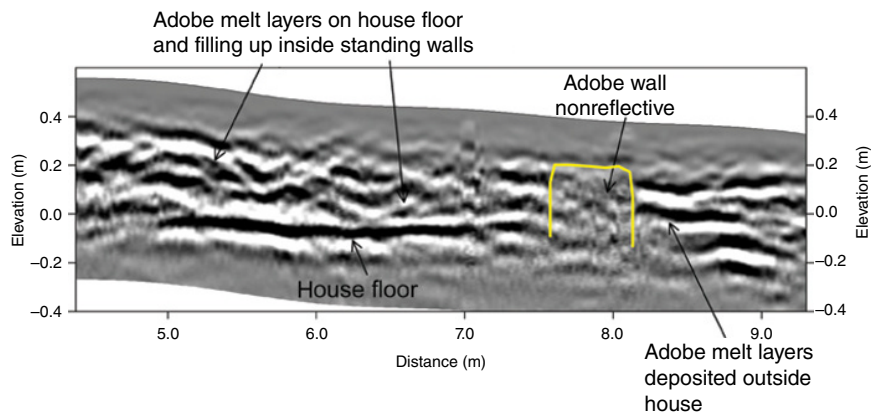 Adobe melt layers on house floor
and filling up inside standing walls
Adobe wall
nonreflective
0.4
0.2
0.0
–0.2
–0.4
Elevation (m)
0.4
0.2
0.0
–0.2
–0.4
Elevation (m)
House floor
5.0
6.0
7.0
8.0
9.0
Distance (m)
Adobe melt layers
deposited outside
house